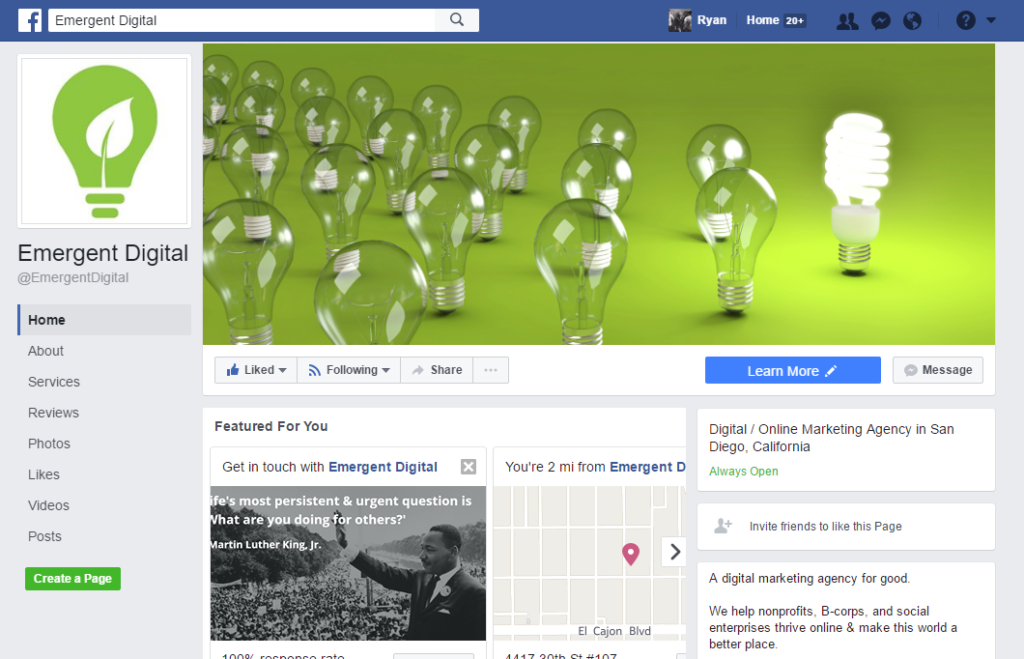 Emergent Digital
Ryan
Home 20+
Emergent Digital
@EmergentDigital
Home
About
Services
Reviews
Photos
Likes
Videos
Posts
Create a Page
Liked
Following
Share
Learn More
Message
Featured For You
Get in touch with Emergent Digital
ife's most persistent & urgent question is
What are you doing for others?'
Martin Luther King, Jr.
100% response rate
You're 2 mi from Emergent D
El Cajon Blvd
4417 30th St #107
Digital / Online Marketing Agency in San
Diego, California
Always Open
Invite friends to like this Page
A digital marketing agency for good.
We help nonprofits, B-corps, and social
enterprises thrive online & make this world a
better place.